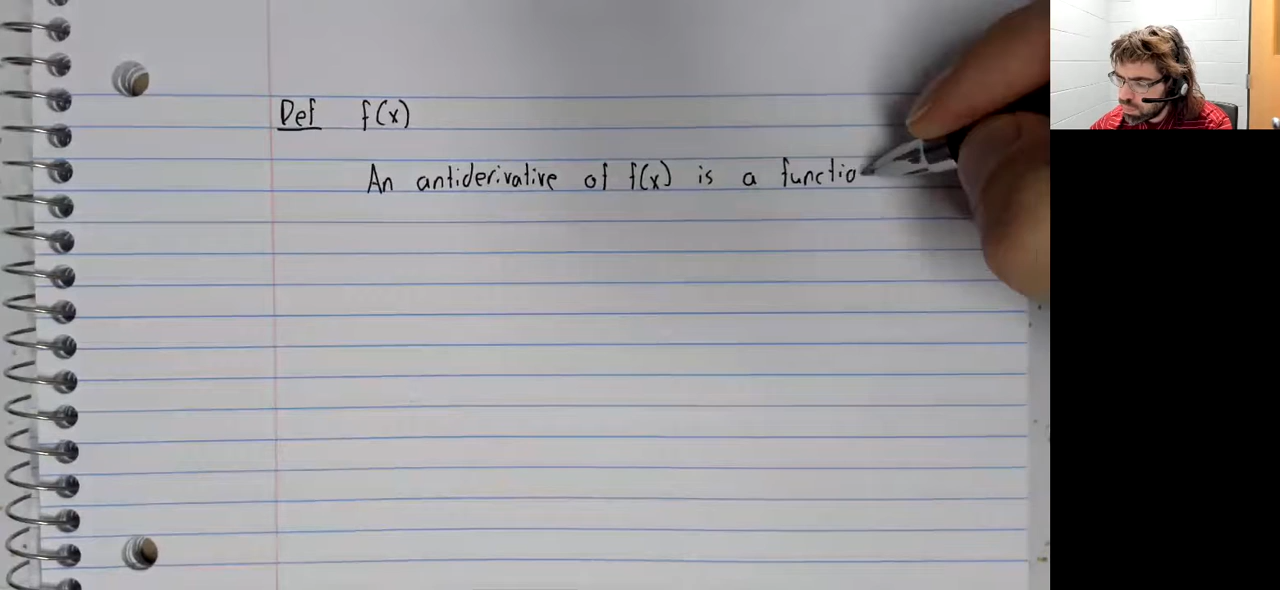 Def f(x)
An antiderivative of f(x) is a functio